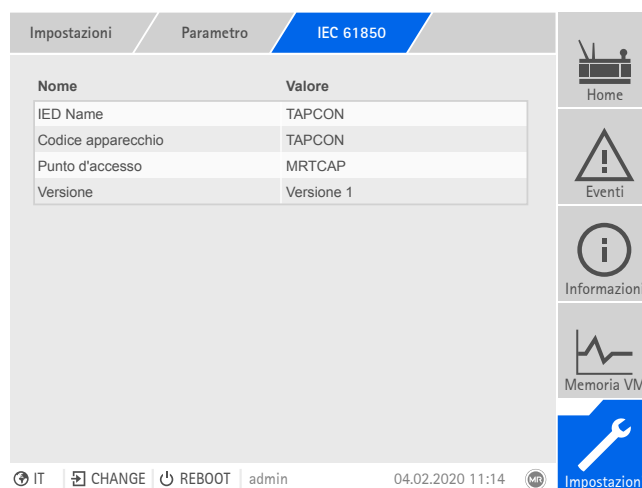 Impostazioni Parametro IEC 61850
Nome Valore
IED Name TAPCON
Codice apparecchio TAPCON
Punto d'accesso MRTCAP
Versione Versione 1
Home
Eventi
Informazion
Memoria VM
Impostazion
IT CHANGE REBOOT admin 04.02.2020 11:14 MR